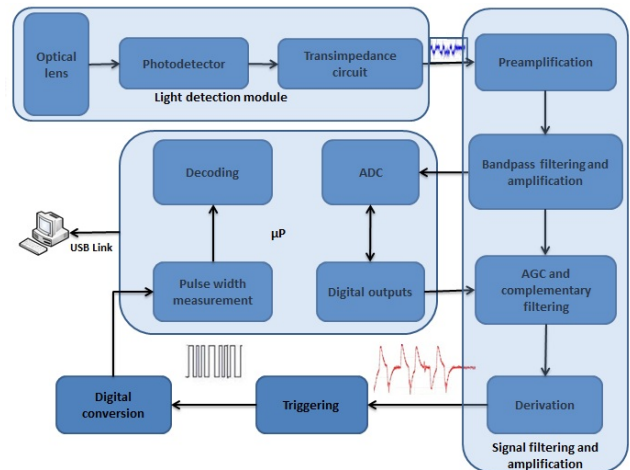 Optical
lens
Photodetector
Transimpedance
circuit
Light detection module
Preamplification
Decoding
ADC
Bandpass filtering and
amplification
µP
USB Link
Pulse width
measurement
Digital outputs
AGC and
complementary
filtering
Digital
conversion
Triggering
Derivation
Signal filtering and
amplification